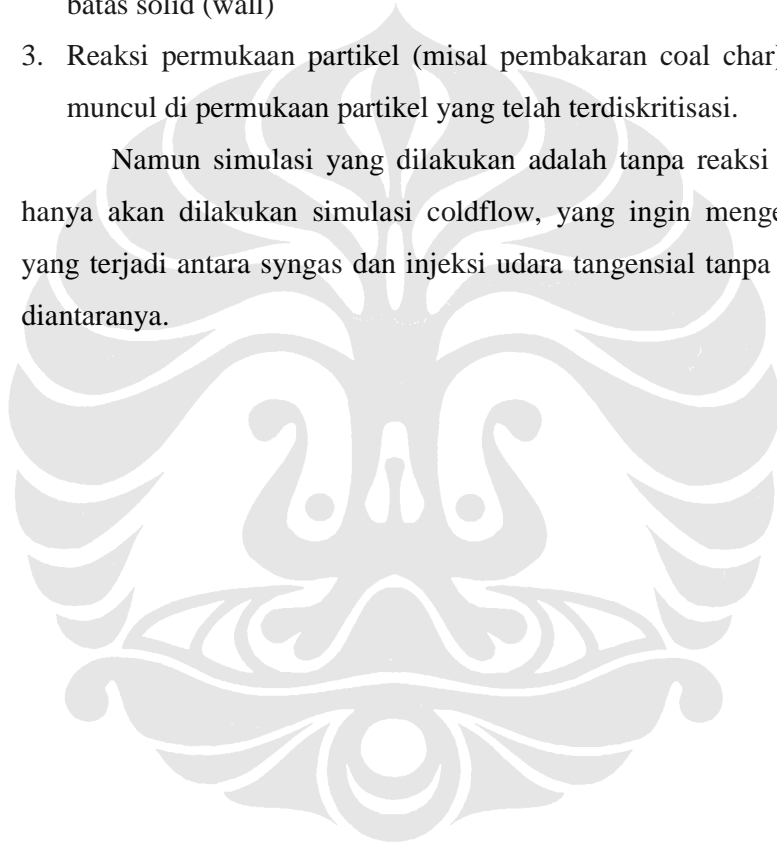 batas solid (wall)
3. Reaksi permukaan partikel (misal pembakaran coal char)
muncul di permukaan partikel yang telah terdiskritisasi.
Namun simulasi yang dilakukan adalah tanpa reaksi
hanya akan dilakukan simulasi coldflow, yang ingin
yang terjadi antara syngas dan injeksi udara tangensial tanpa
diantaranya.